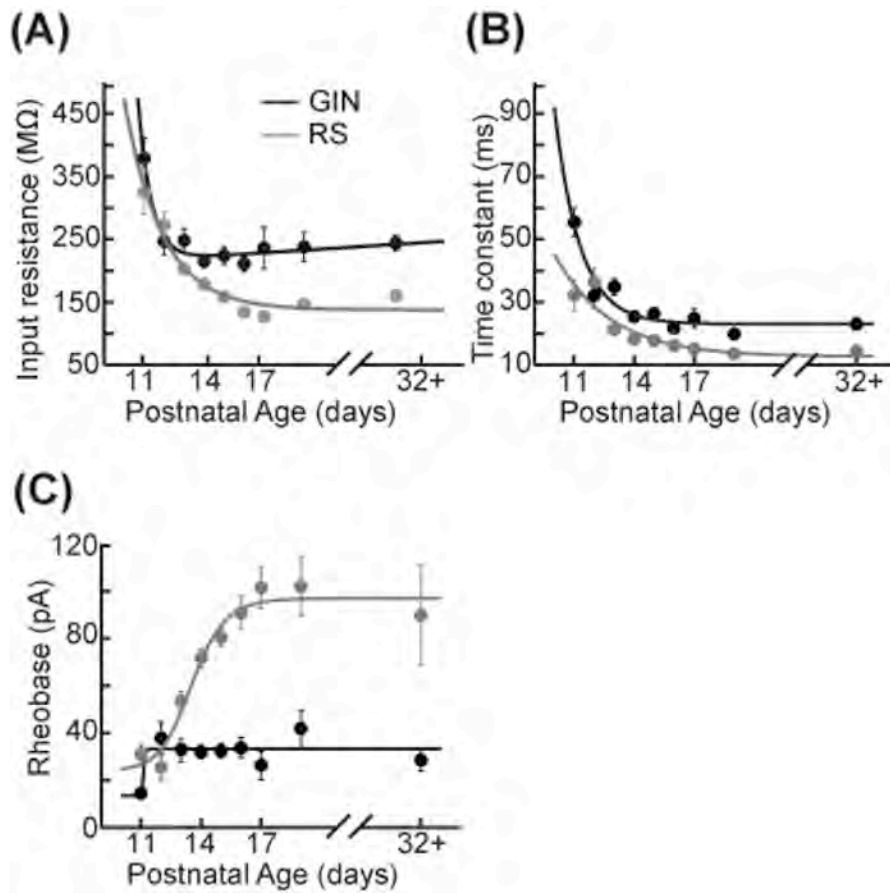 (A)
Input resistance (MΩ)
450
350
250
150
50
GIN
RS
11 14 17 32+
Postnatal Age (days)
(B)
Time constant (ms)
90
70
50
30
10
11 14 17 32+
Postnatal Age (days)
(C)
Rheobase (pA)
120
80
40
0
11 14 17 32+
Postnatal Age (days)